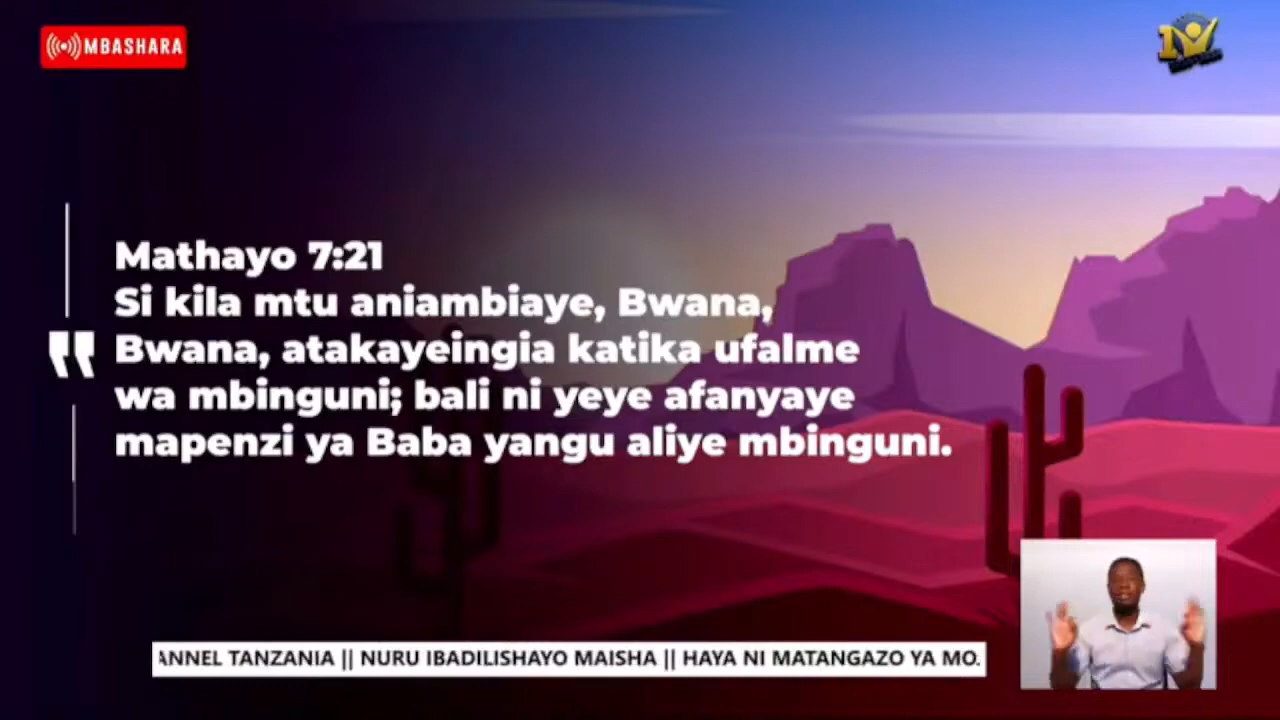 MBASHARA
Mathayo 7:21
Si kila mtu aniambiaye, Bwana,
Bwana, atakayeingia katika ufalme
wa mbinguni; bali ni yeye afanyaye
mapenzi ya Baba yangu aliye mbinguni.
ANNEL TANZANIA || NURU IBADILISHAYO MAISHA || HAYA NI MATANGAZO YA MO.